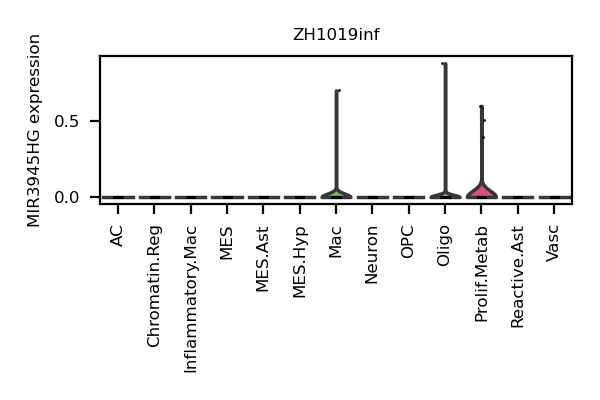 ZH1019inf
MIR3945HG expression
0.5
0.0
AC
Chromatin.Reg
Inflammatory.Mac
MES
MES.Ast
MES.Hyp
Mac
Neuron
OPC
Oligo
Prolif.Metab
Reactive.Ast
Vasc